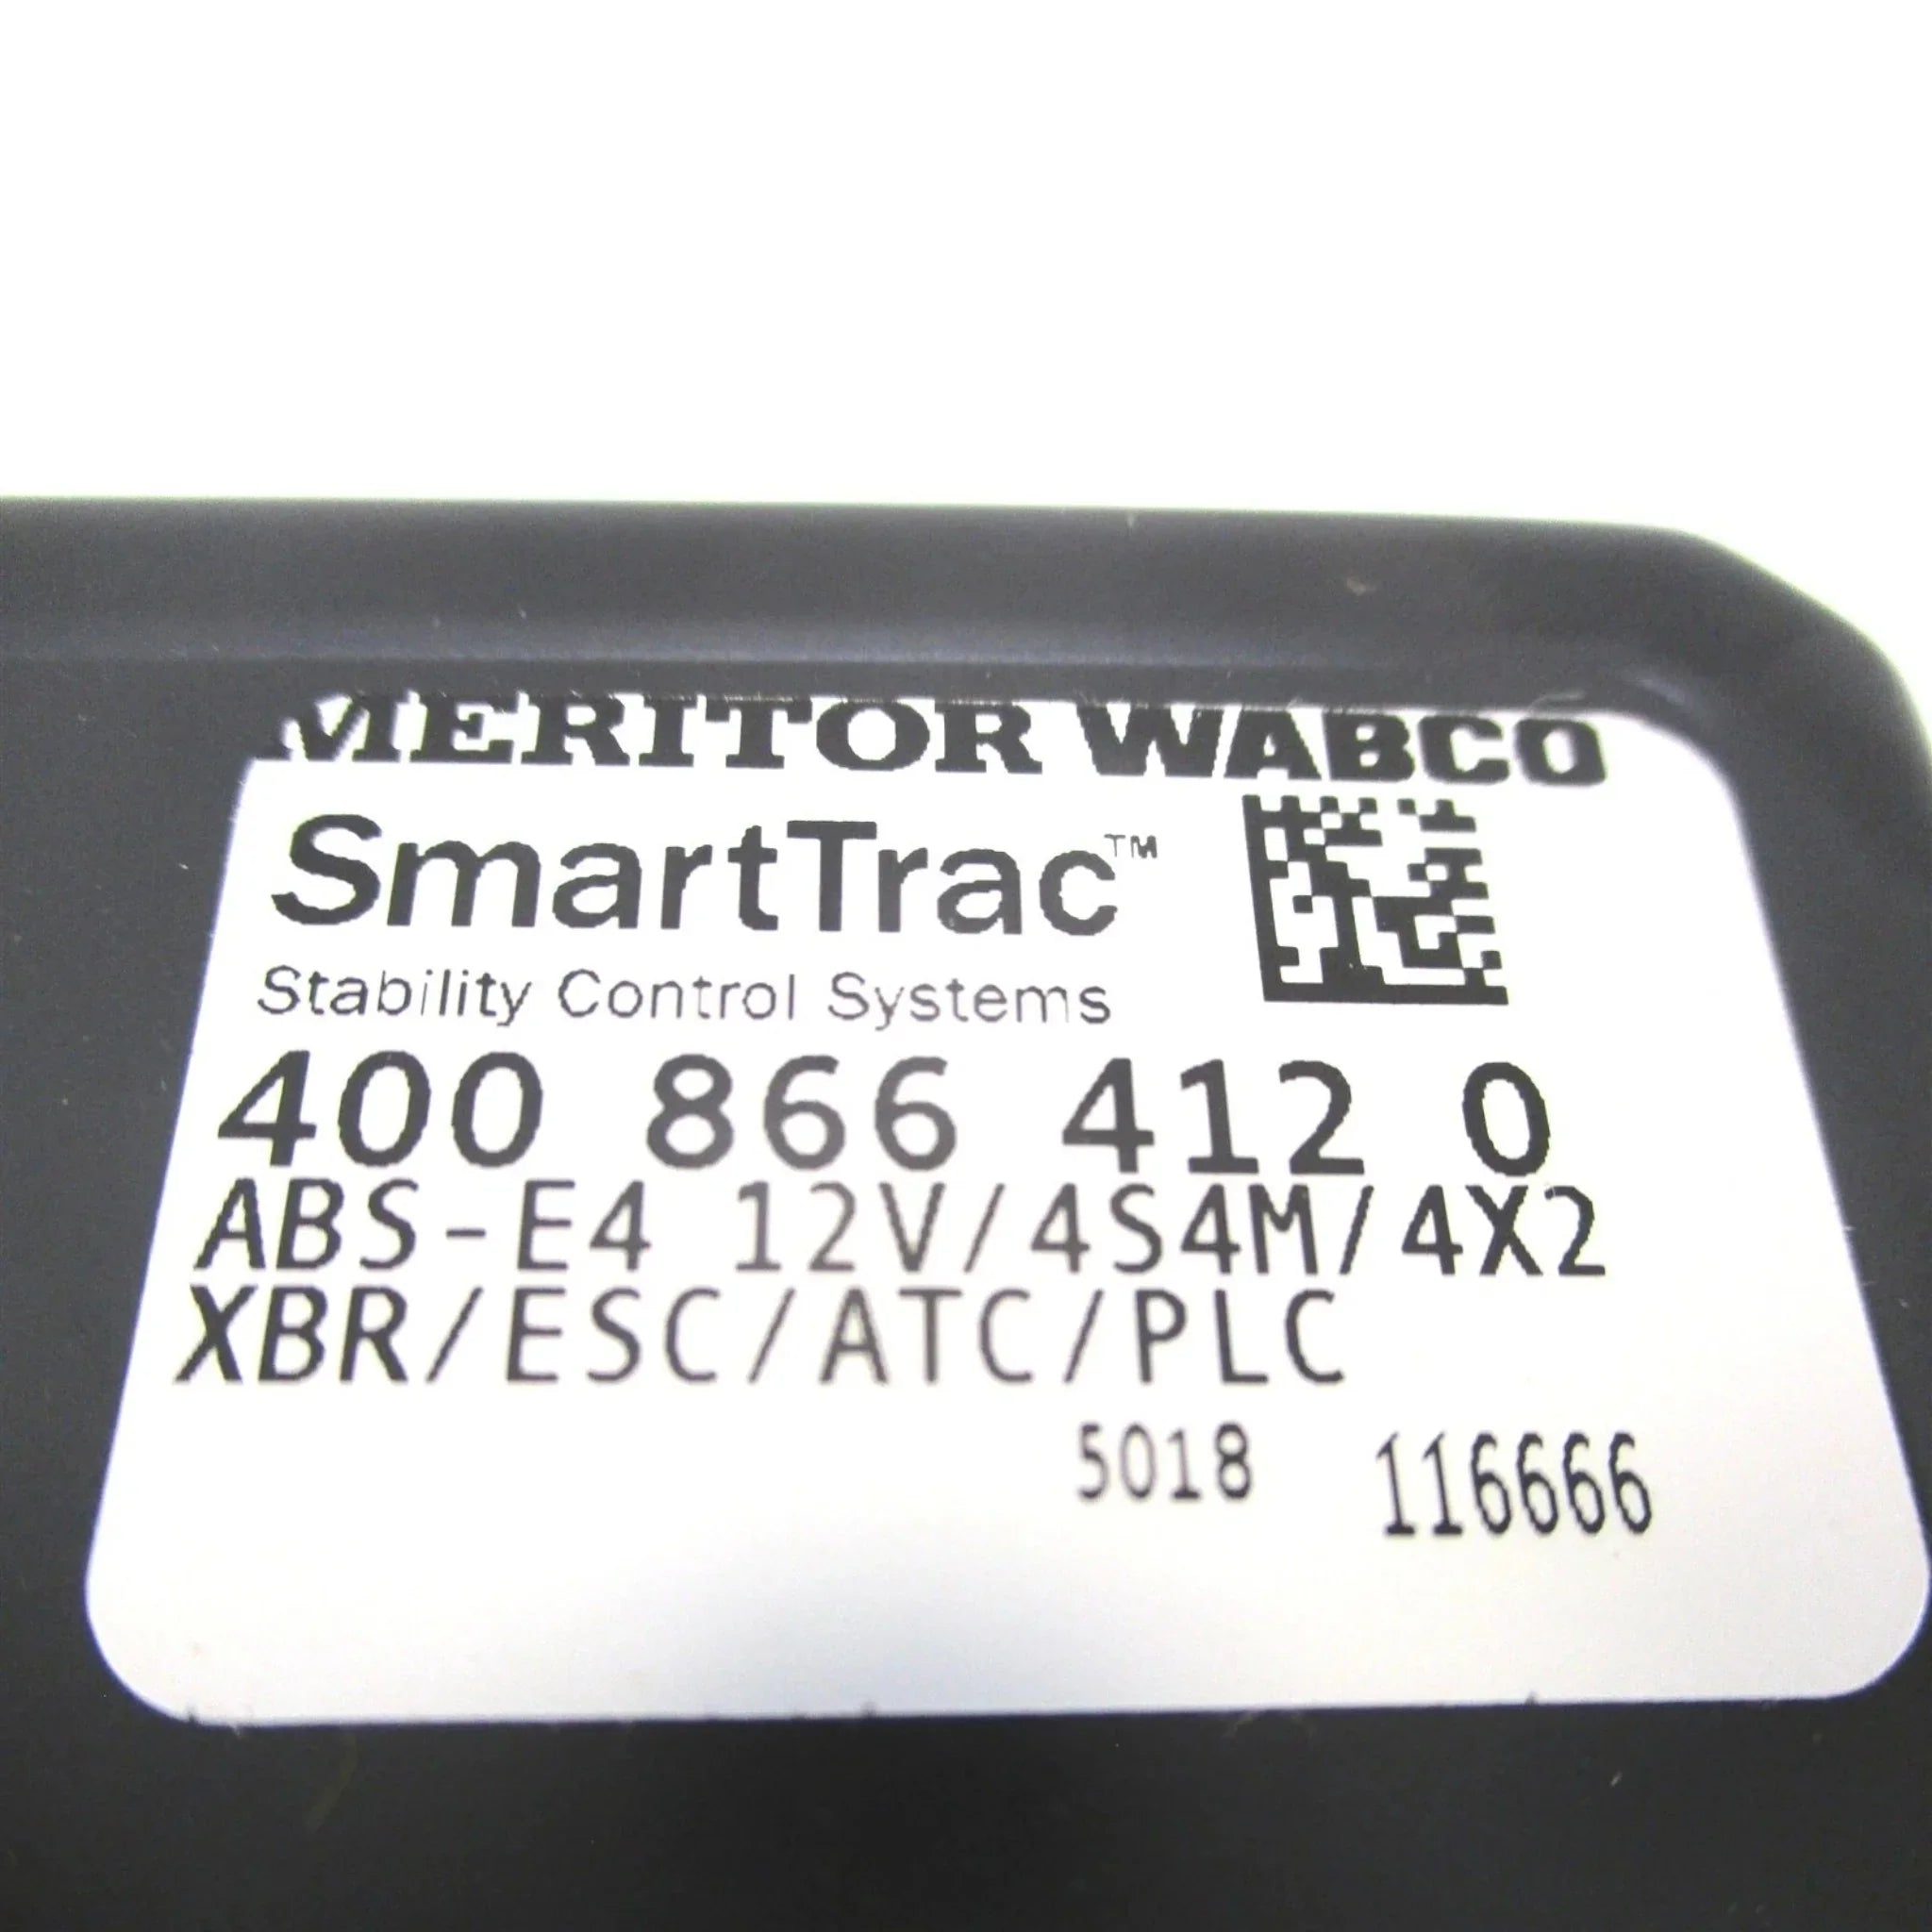 MERITOR WABCO
SmartTrac™
Stability Control Systems
400 866 412 0
ABS-E4 12V/4S4M/4X2
XBR/ESC/ATC/PLC
5018 116666